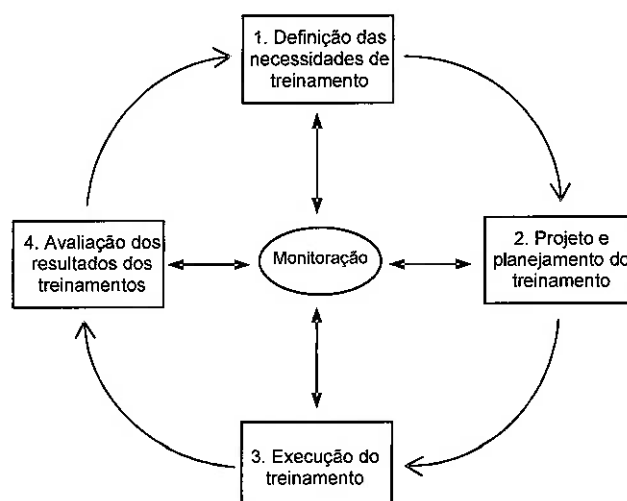 1. Definição das
necessidades de
treinamento
2. Projeto e
planejamento do
treinamento
3. Execução do
treinamento
4. Avaliação dos
resultados dos
treinamentos
Monitoração